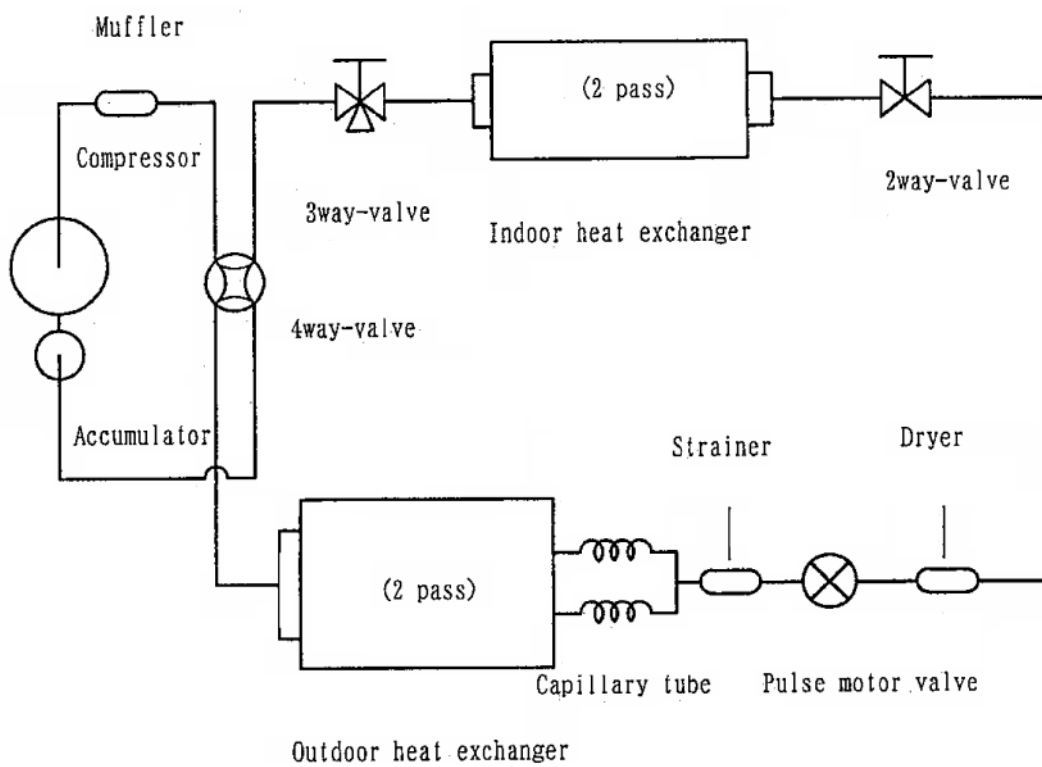 Muffler
(2 pass)
Compressor
3way-valve
2way-valve
Indoor heat exchanger
4way-valve
Accumulator
Strainer
Dryer
(2 pass)
Capillary tube
Pulse motor valve
Outdoor heat exchanger